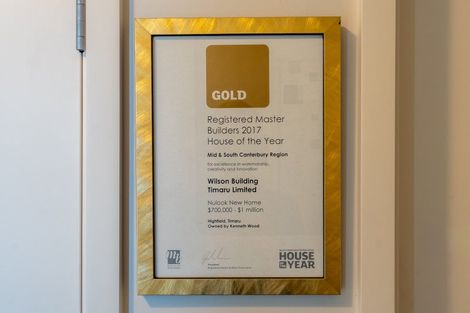 GOLD
Registered Master
Builders 2017
House of the Year
Mid & South Canterbury Region
for excellence in workmanship,
creativity and innovation
Wilson Building
Timaru Limited
Nulook New Home
$700,000 - $1 million
Highfield, Timaru
Owned by Kenneth Wood
HOUSE
OF THE
YEAR